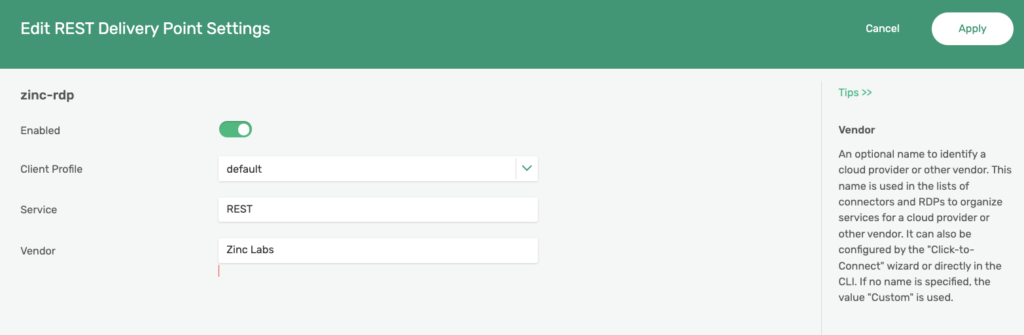 Edit REST Delivery Point Settings
Cancel
Apply
zinc-rdp
Enabled
Client Profile
default
Service
REST
Vendor
Zinc Labs
Tips >>
Vendor
An optional name to identify a
cloud provider or other vendor. This
name is used in the lists of
connectors and RDPs to organize
services for a cloud provider or
other vendor. It can also be
configured by the "Click-to-
Connect" wizard or directly in the
CLI. If no name is specified, the
value "Custom" is used.